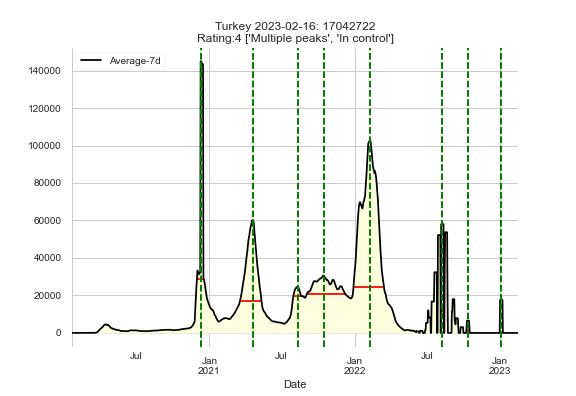 Turkey 2023-02-16: 17042722
Rating:4 ['Multiple peaks', 'In control']
Average-7d
140000
120000
100000
80000
60000
40000
20000
0
Jul
Jan
2021
Jul
Jan
2022
Jul
Jan
2023
Date